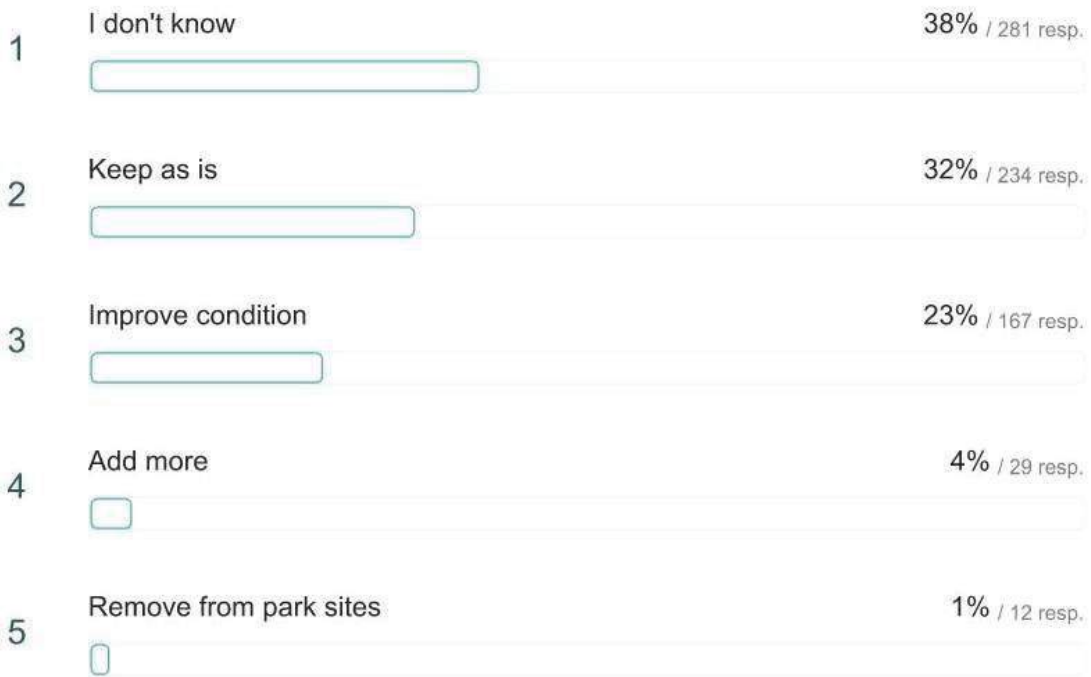 1 I don't know 38% / 281 resp.
2 Keep as is 32% / 234 resp.
3 Improve condition 23% / 167 resp.
4 Add more 4% / 29 resp.
5 Remove from park sites 1% / 12 resp.